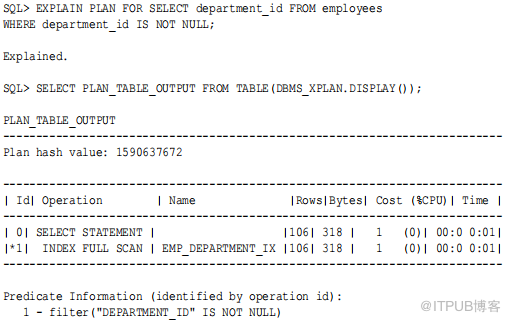 SQL> EXPLAIN PLAN FOR SELECT department_id FROM employees
WHERE department_id IS NOT NULL;
Explained.
SQL> SELECT PLAN_TABLE_OUTPUT FROM TABLE(DBMS_XPLAN.DISPLAY());
PLAN_TABLE_OUTPUT
--------------------------------------------------------------------------
Plan hash value: 1590637672
--------------------------------------------------------------------------
| Id| Operation | Name |Rows|Bytes| Cost (%CPU)| Time |
--------------------------------------------------------------------------
| 0| SELECT STATEMENT | |106| 318 | 1 (0)| 00:0 0:01|
|*1| INDEX FULL SCAN | EMP_DEPARTMENT_IX |106| 318 | 1 (0)| 00:0 0:01|
--------------------------------------------------------------------------
Predicate Information (identified by operation id):
1 - filter("DEPARTMENT_ID" IS NOT NULL)
@ITPUB博客